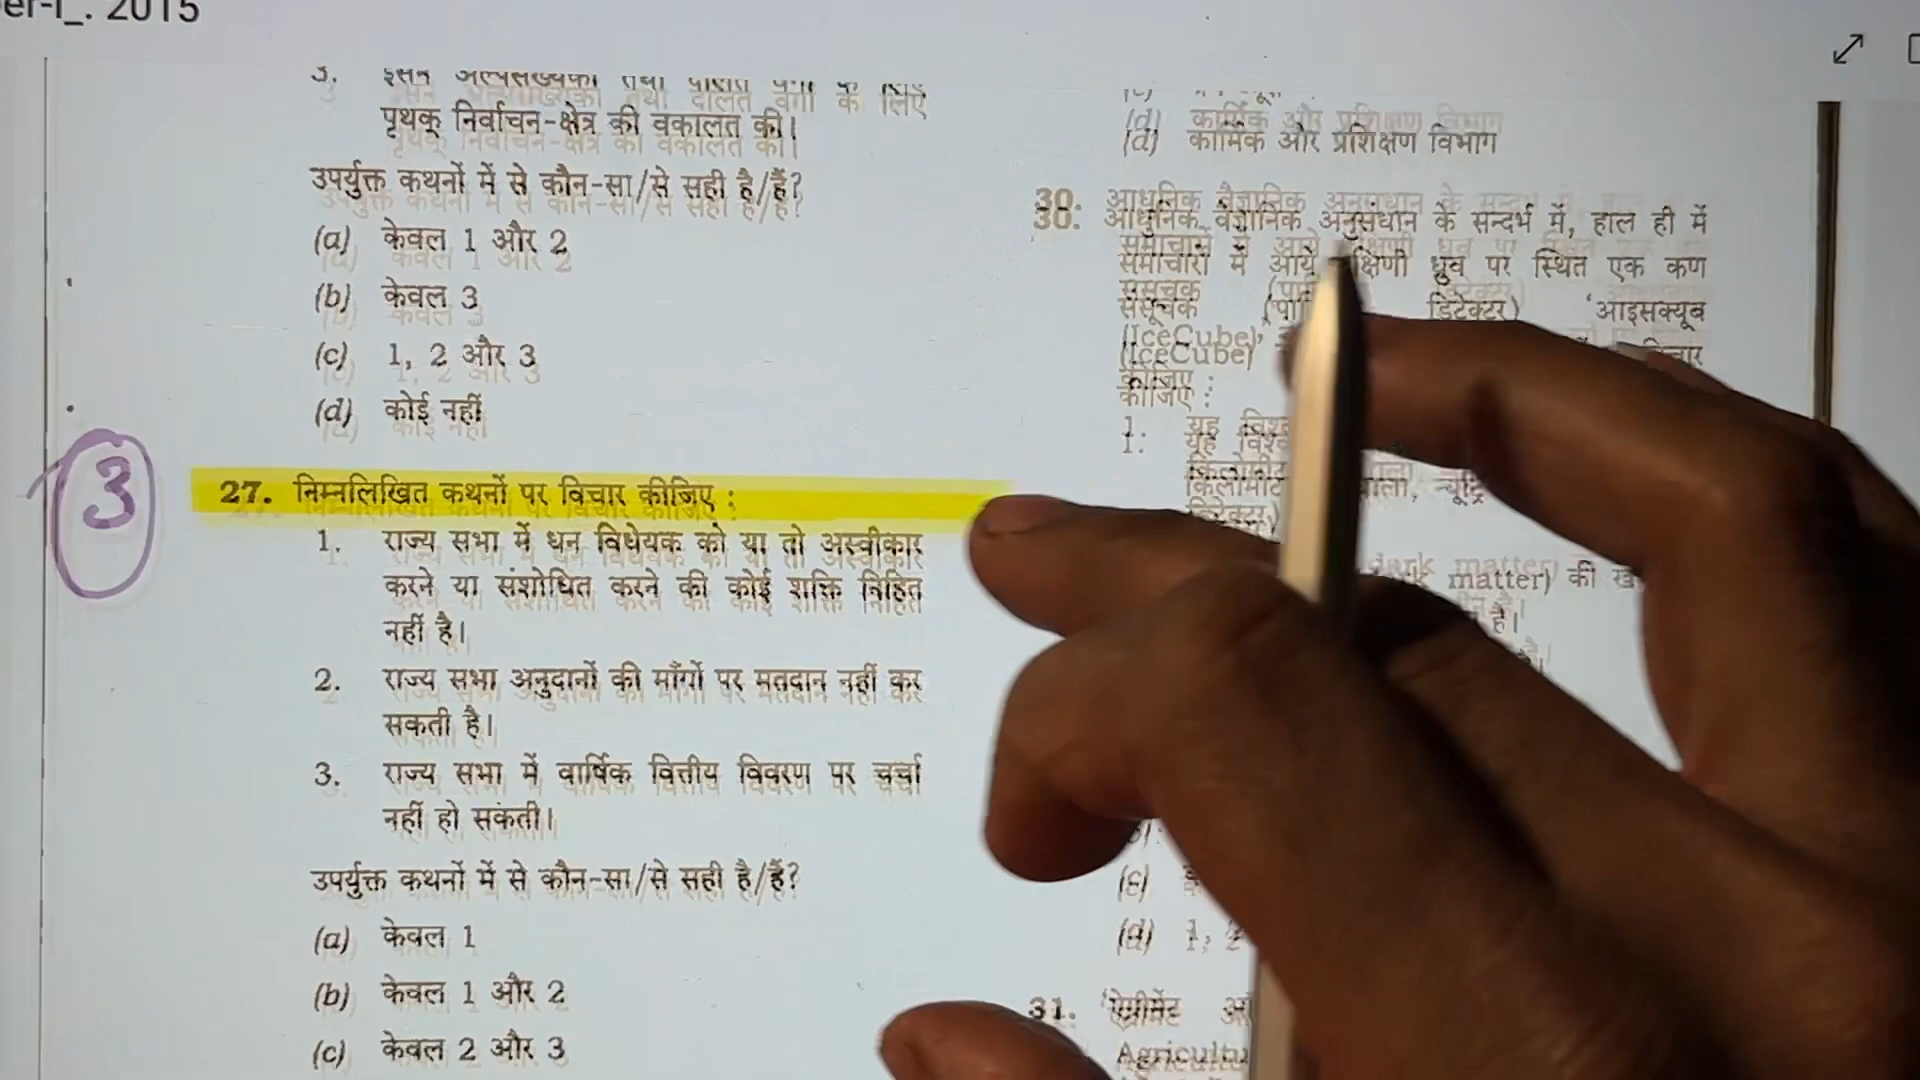 2015
3.
पृथक् निर्वाचन-क्षेत्र की वकालत की।
उपर्युक्त कथनों में से कौन-सा/से सही है/हैं?
(a) केवल 1 और 2
(b) केवल 3
(c) 1, 2 और 3
(d) कोई नहीं
3
27. निम्नलिखित कथनों पर विचार कीजिए :
1. राज्य सभा में धन विधेयक को या तो अस्वीकार
करने या संशोधित करने की कोई शक्ति निहित
नहीं है।
2. राज्य सभा अनुदानों की माँगों पर मतदान नहीं कर
सकती है।
3. राज्य सभा में वार्षिक वित्तीय विवरण पर चर्चा
नहीं हो सकती।
उपर्युक्त कथनों में से कौन-सा/से सही है/हैं?
(a) केवल 1
(b) केवल 1 और 2
(c) केवल 2 और 3
(d) कार्मिक और प्रशिक्षण विभाग
30. आधुनिक वैज्ञानिक अनुसंधान के सन्दर्भ में, हाल ही में
समाचारों में आये ध्रुव पर स्थित एक कण
संसूचक डिटेक्टर) 'आइसक्यूब
(IceCube)'
कीजिए :
1. यह
matter) की
है।
(c)
(d) 1,
31.